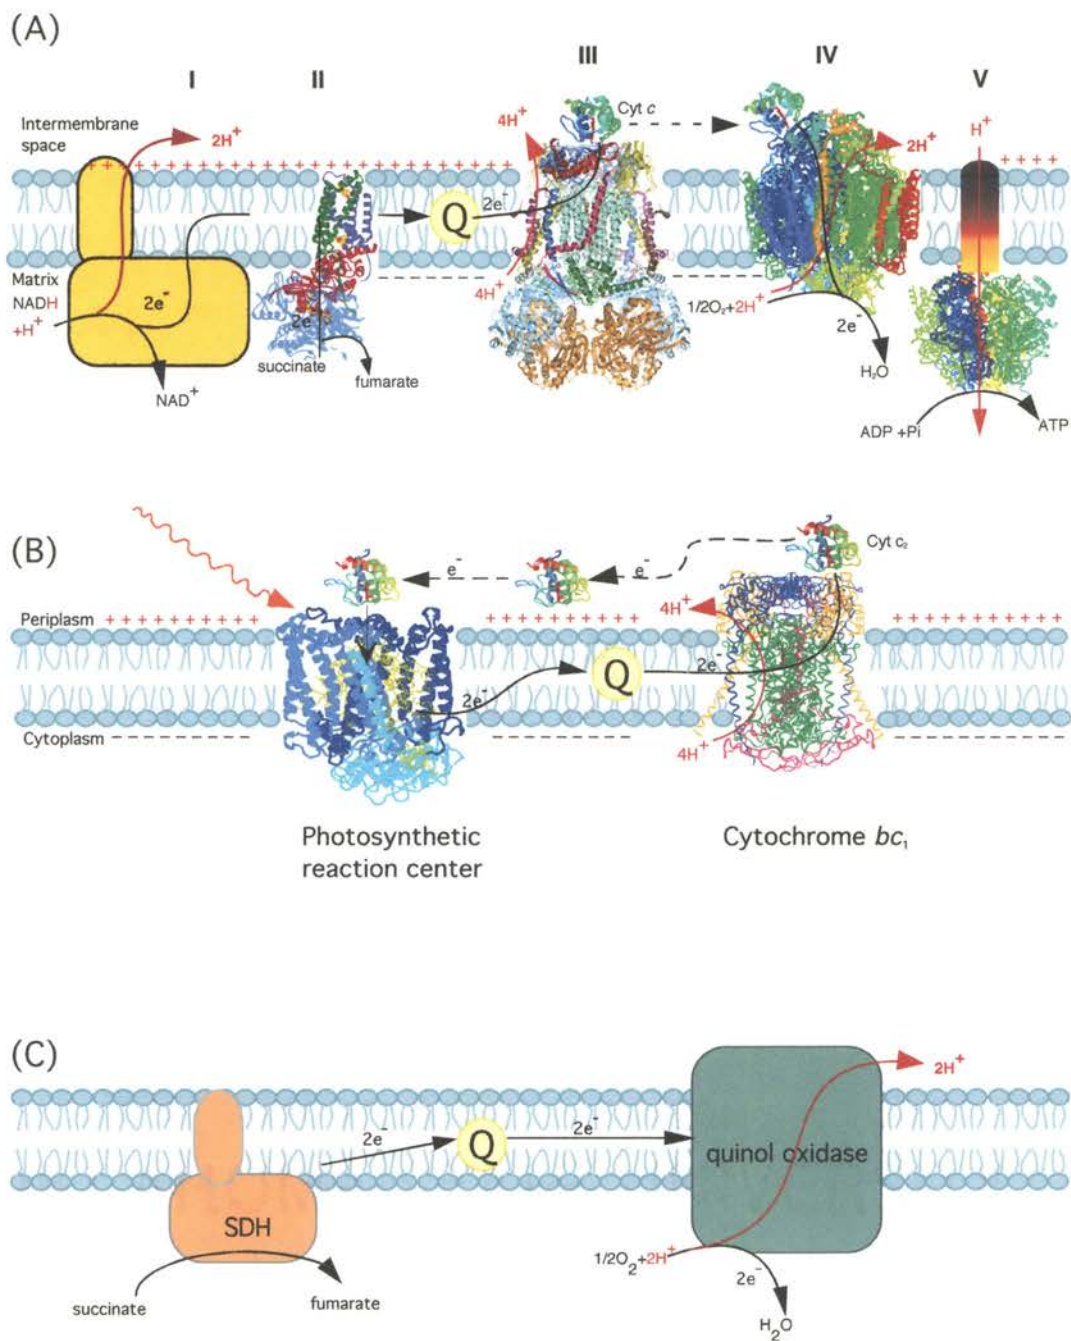 (A)
I
II
III
IV
V
Intermembrane
space
2H⁺
4H⁺
Cyt c
2H⁺
H⁺
+ + + + + + + + + + + + + + + + + + + + + + +
+ + + +
Q
2e⁻
Matrix
NADH
+H⁺
2e⁻
2e⁻
4H⁺
1/2O₂+2H⁺
2e⁻
succinate
fumarate
NAD⁺
H₂O
ADP +Pi
ATP
(B)
Cyt c₂
e⁻
e⁻
Periplasm
+ + + + + + + + + +
+ + + + + + + + +
4H⁺
+ + + + + + + + + +
Q
2e⁻
2e⁻
Cytoplasm
4H⁺
Photosynthetic
reaction center
Cytochrome bc₁
(C)
2H⁺
2e⁻
Q
2e⁻
quinol oxidase
SDH
1/2O₂+2H⁺
2e⁻
succinate
fumarate
H₂O